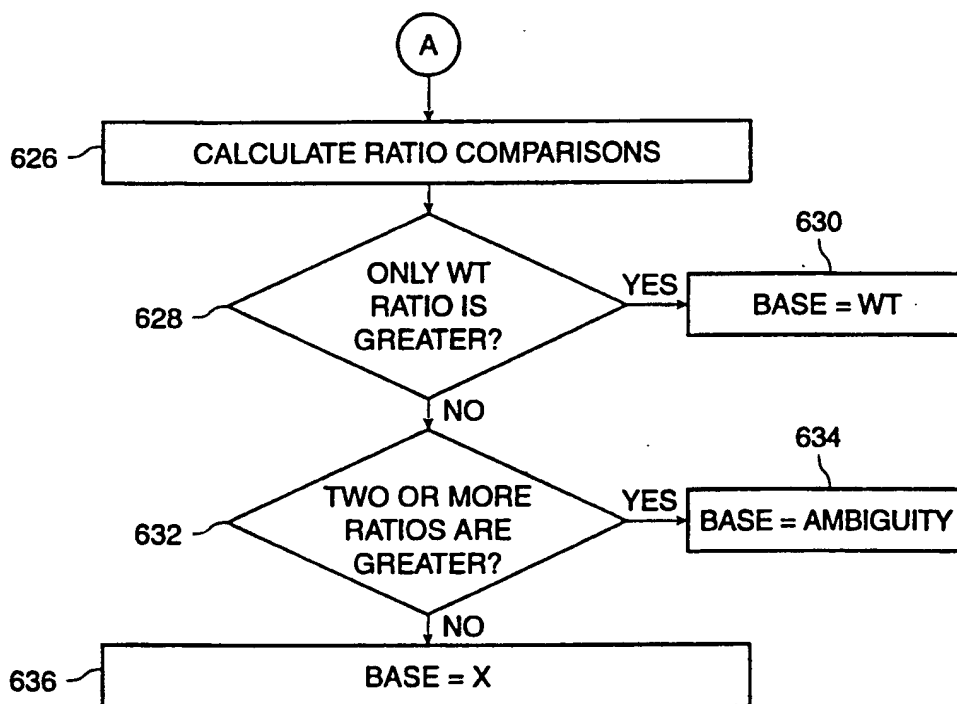 A
626
CALCULATE RATIO COMPARISONS
628
ONLY WT
RATIO IS
GREATER?
YES
630
BASE = WT
NO
632
TWO OR MORE
RATIOS ARE
GREATER?
YES
634
BASE = AMBIGUITY
NO
636
BASE = X